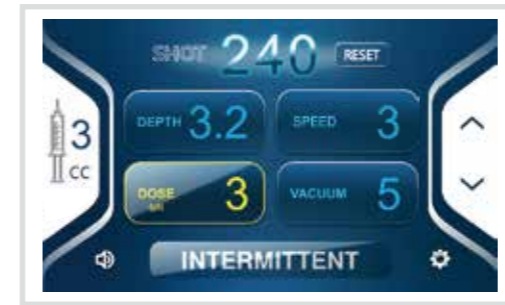 SHOT 240 RESET
3
CC
DEPTH 3.2
SPEED 3
DOSE 3
VACUUM 5
INTERMITTENT